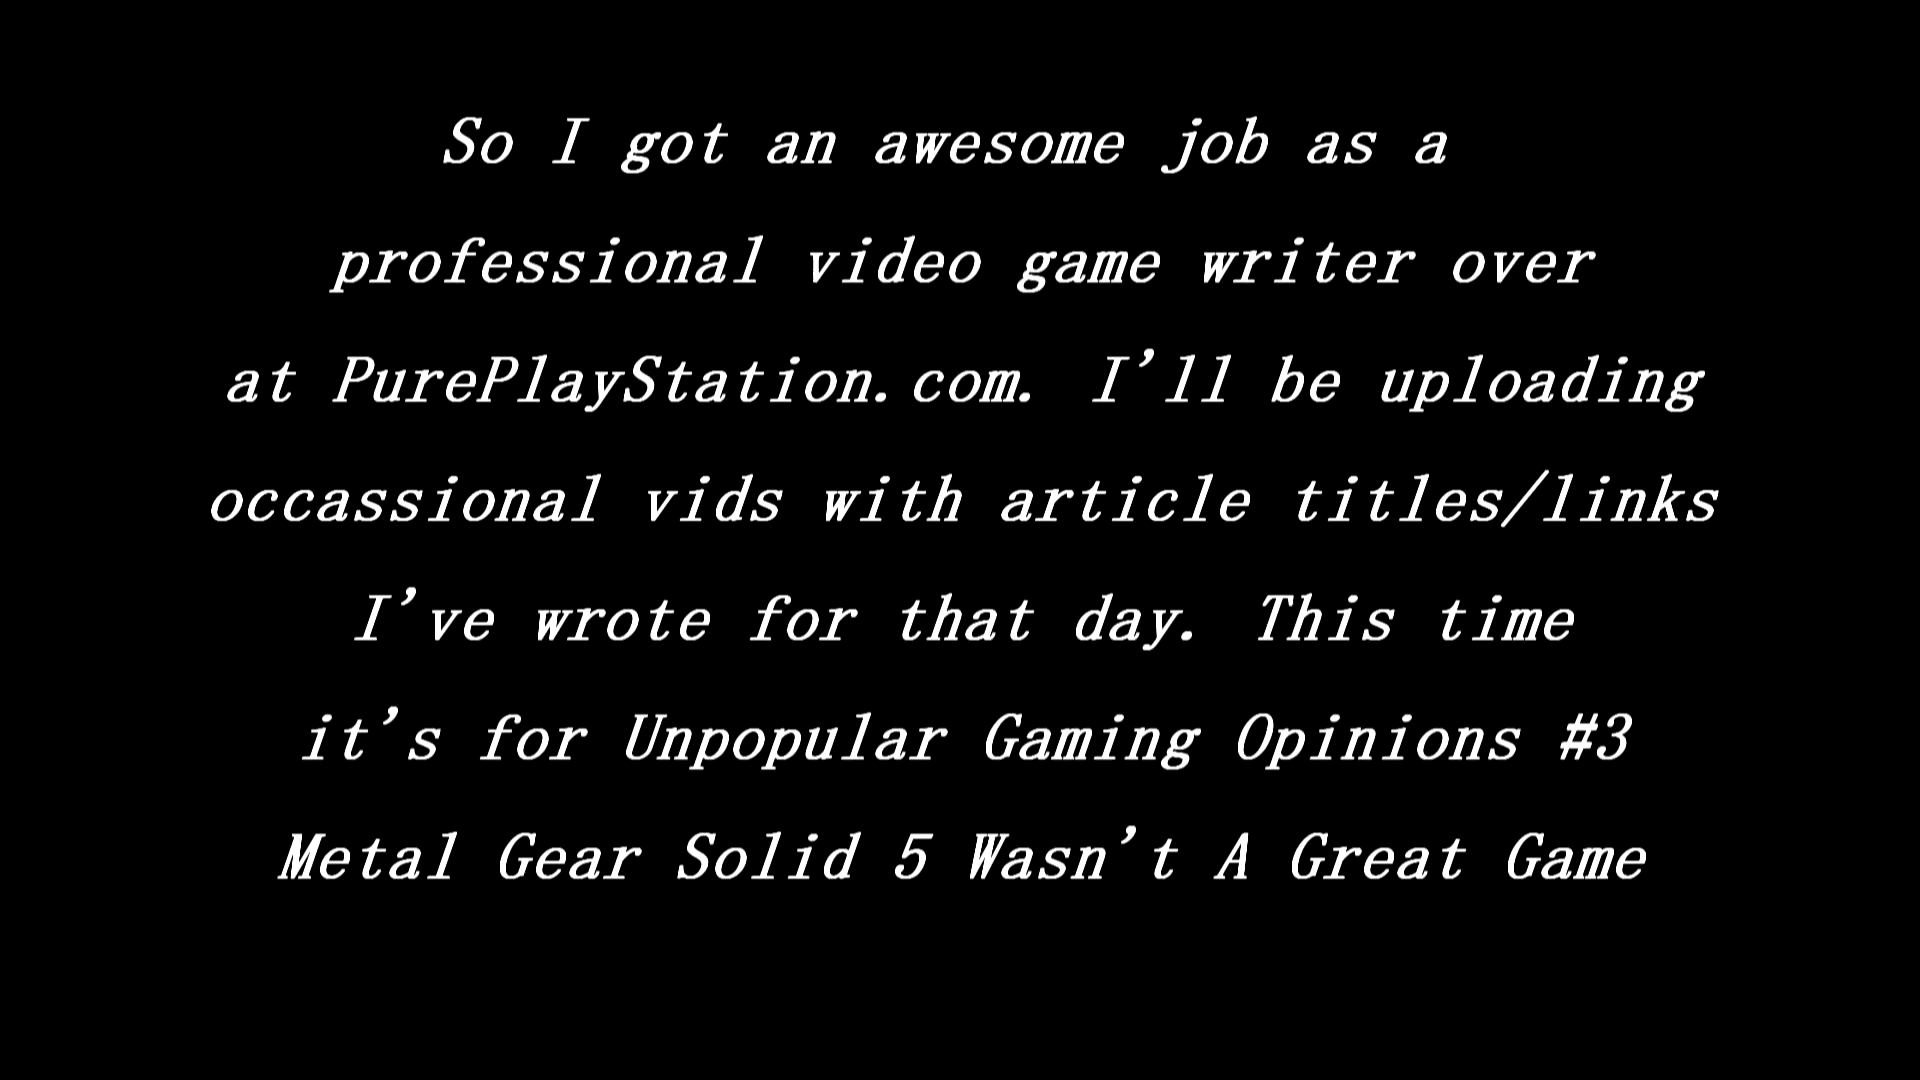 So I got an awesome job as a
professional video game writer over
at PurePlayStation.com. I'll be uploading
occassional vids with article titles/links
I've wrote for that day. This time
it's for Unpopular Gaming Opinions #3
Metal Gear Solid 5 Wasn't A Great Game